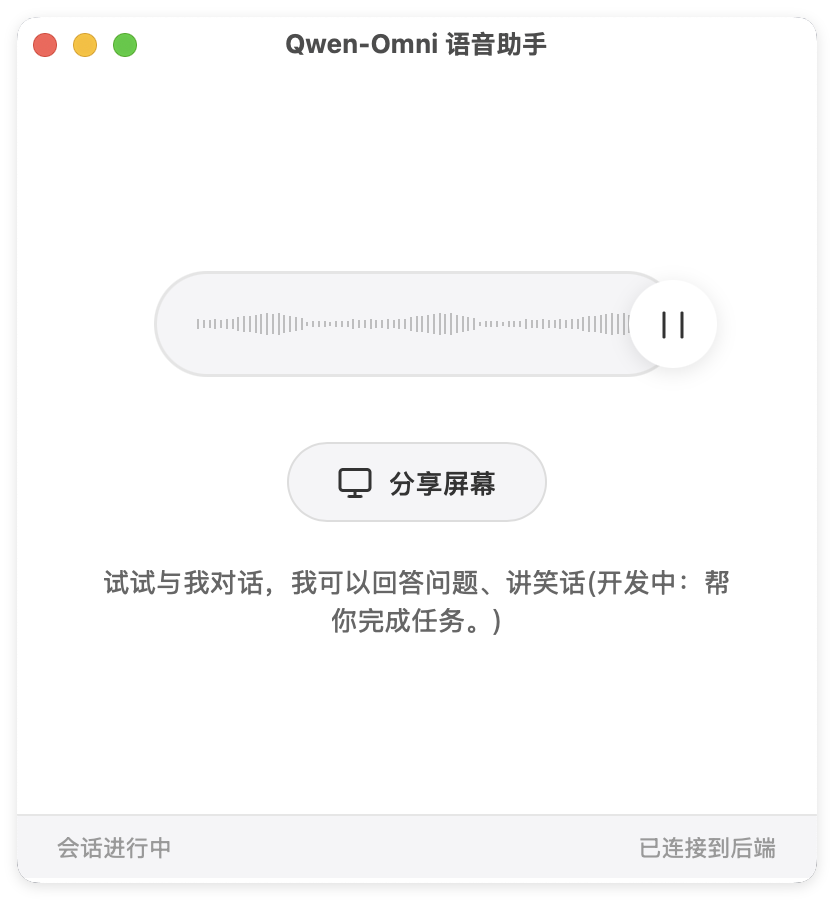 Qwen-Omni 语音助手
分享屏幕
试试与我对话，我可以回答问题、讲笑话(开发中：帮
你完成任务。)
会话进行中
已连接到后端